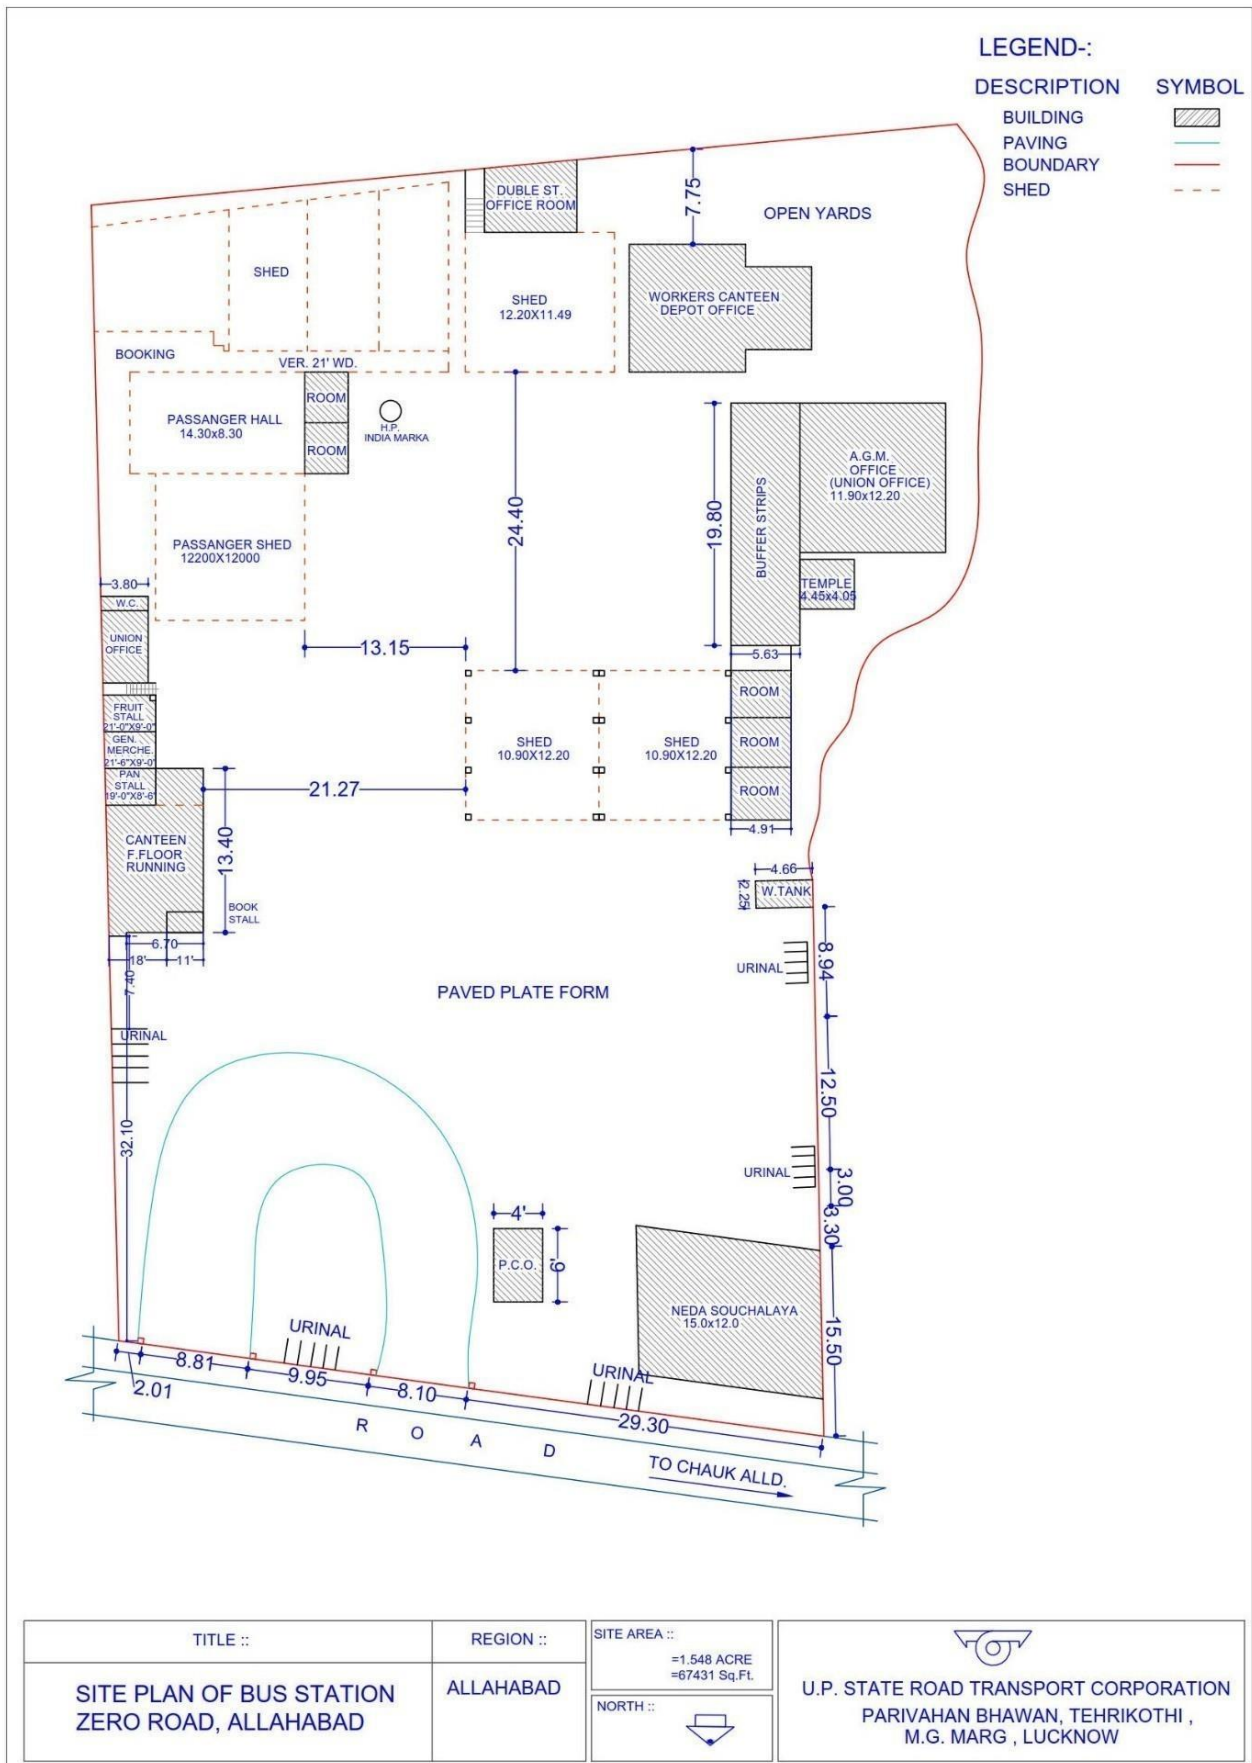 LEGEND-:
DESCRIPTION SYMBOL
BUILDING
PAVING
BOUNDARY
SHED
DUBLE ST.
OFFICE ROOM
7.75
OPEN YARDS
SHED
SHED
12.20X11.49
WORKERS CANTEEN
DEPOT OFFICE
BOOKING
VER. 21' WD.
ROOM
PASSANGER HALL
14.30x8.30
H.P.
INDIA MARKA
ROOM
A.G.M.
OFFICE
(UNION OFFICE)
11.90x12.20
24.40
19.80
BUFFER STRIPS
PASSANGER SHED
12200X12000
TEMPLE
4.45x4.05
3.80
W.C.
UNION
OFFICE
13.15
5.63
ROOM
FRUIT
STALL
21'-0"X9'-0"
GEN.
MERCHE.
21'-6"X9'-0"
PAN
STALL
19'-0"X8'-6"
SHED
10.90X12.20
SHED
10.90X12.20
ROOM
21.27
ROOM
4.91
CANTEEN
F.FLOOR
RUNNING
13.40
4.66
2.25
W.TANK
BOOK
STALL
6.70
18'
11'
7.40
8.94
URINAL
PAVED PLATE FORM
URINAL
12.50
32.10
URINAL
3.00
3.30
4'
P.C.O.
6'
NEDA SOUCHALAYA
15.0x12.0
15.50
URINAL
8.81
2.01
9.95
8.10
URINAL
29.30
R O A D
TO CHAUK ALLD.
TITLE ::
SITE PLAN OF BUS STATION
ZERO ROAD, ALLAHABAD
REGION ::
ALLAHABAD
SITE AREA ::
=1.548 ACRE
=67431 Sq.Ft.
NORTH ::
U.P. STATE ROAD TRANSPORT CORPORATION
PARIVAHAN BHAWAN, TEHRIKOTHI ,
M.G. MARG , LUCKNOW